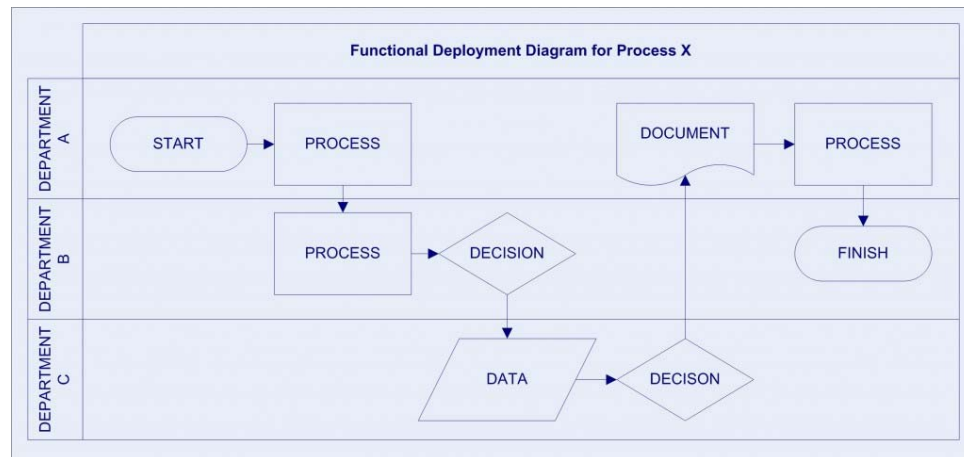 Functional Deployment Diagram for Process X
DEPARTMENT
A
START
PROCESS
DOCUMENT
PROCESS
DEPARTMENT
B
PROCESS
DECISION
FINISH
DEPARTMENT
C
DATA
DECISON